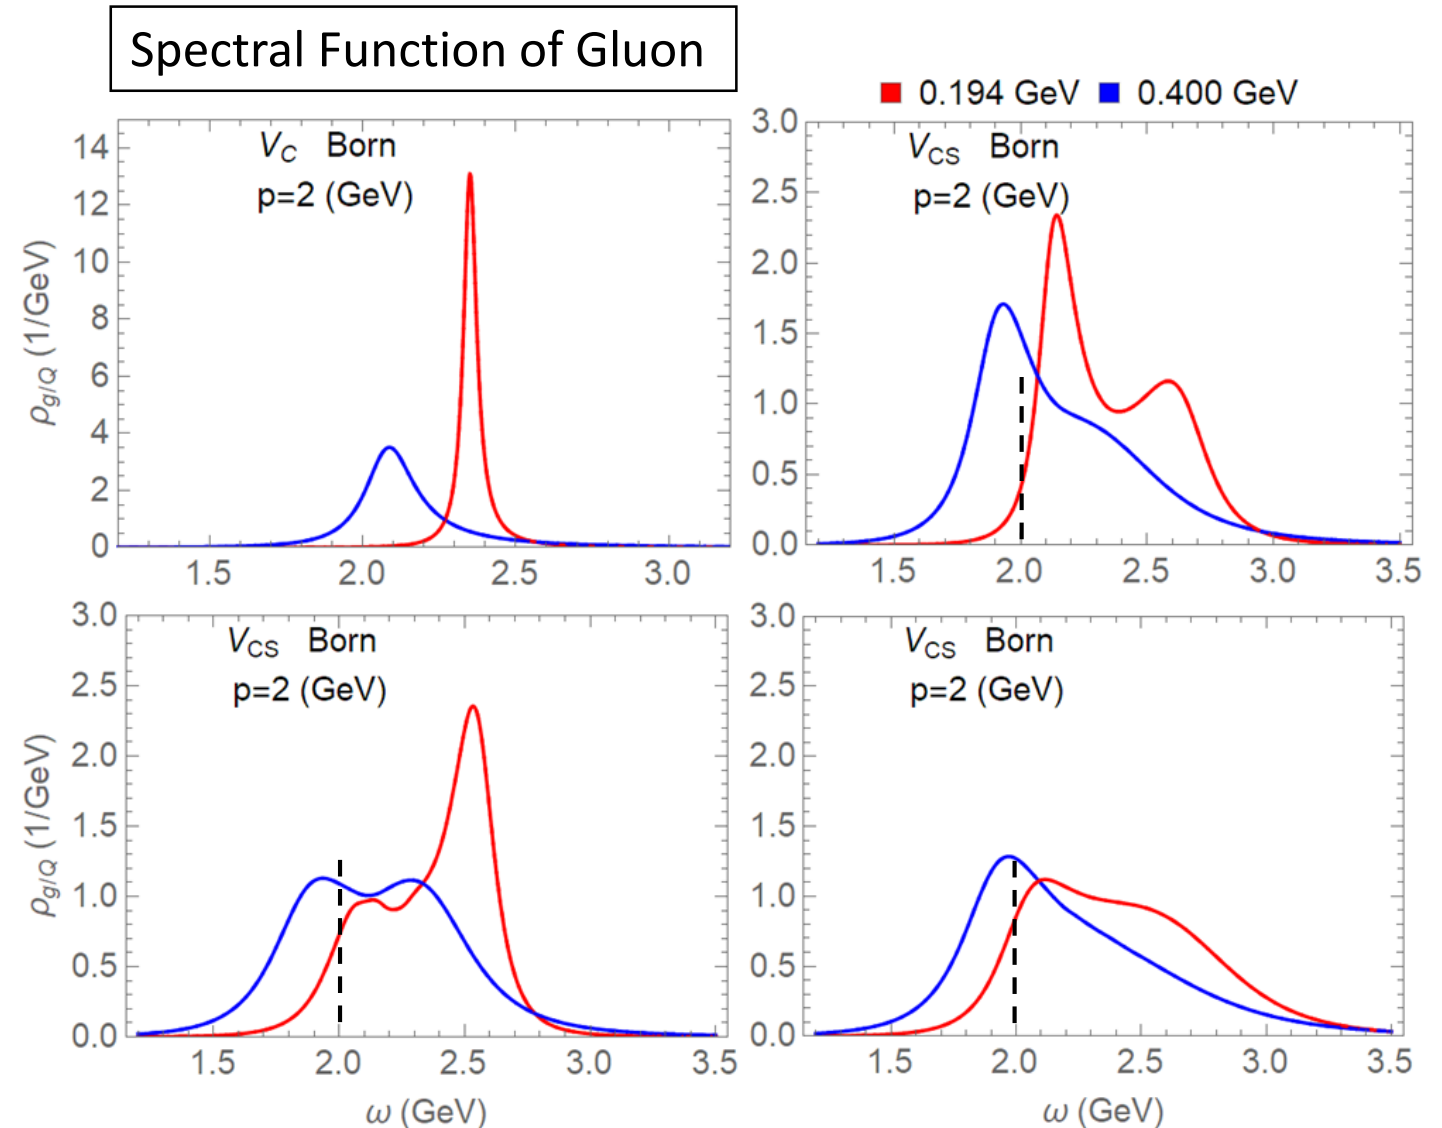 Spectral Function of Gluon
0.194 GeV 0.400 GeV
V_C Born
p=2 (GeV)
14
12
10
8
6
4
2
0
ρ_g/Q (1/GeV)
1.5 2.0 2.5 3.0
V_CS Born
p=2 (GeV)
3.0
2.5
2.0
1.5
1.0
0.5
0.0
1.5 2.0 2.5 3.0 3.5
V_CS Born
p=2 (GeV)
3.0
2.5
2.0
1.5
1.0
0.5
0.0
ρ_g/Q (1/GeV)
1.5 2.0 2.5 3.0 3.5
ω (GeV)
V_CS Born
p=2 (GeV)
3.0
2.5
2.0
1.5
1.0
0.5
0.0
1.5 2.0 2.5 3.0 3.5
ω (GeV)